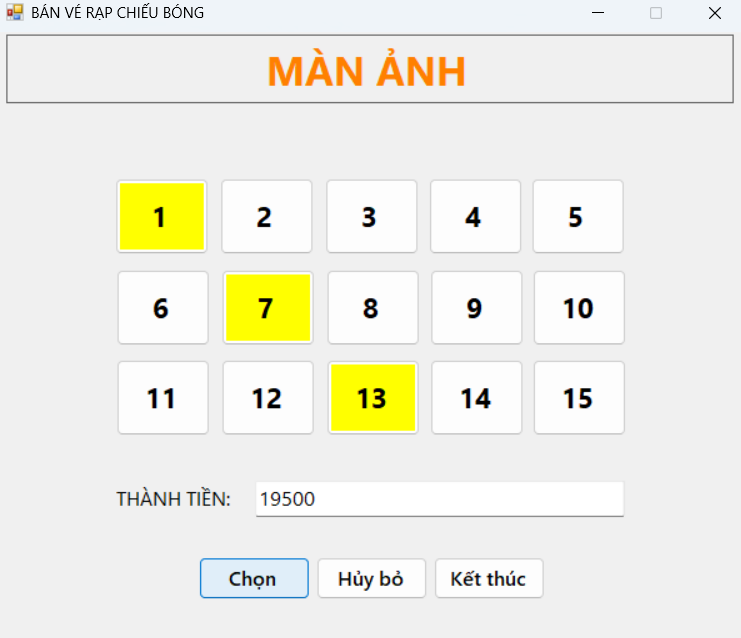 BÁN VÉ RẠP CHIẾU BÓNG
MÀN ẢNH
1 2 3 4 5
6 7 8 9 10
11 12 13 14 15
THÀNH TIỀN: 19500
Chọn Hủy bỏ Kết thúc